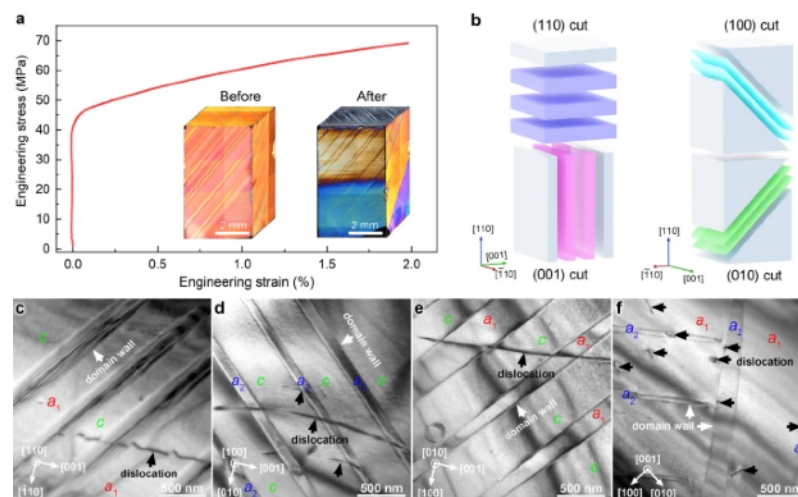 a
70
60
50
40
30
20
10
0
Engineering stress (MPa)
Before
After
2 mm
2 mm
0.0
0.5
1.0
1.5
2.0
Engineering strain (%)
b
(110) cut
(100) cut
[110]
[001]
[1̅10]
(001) cut
[110]
[1̅10]
[001]
(010) cut
c
c
domain wall
a₁
c
dislocation
[1̅10]
[001]
[110]
a₁
500 nm
d
domain wall
a₂
c
a₂
c
a₂
c
dislocation
[100]
[001]
[010]
a₂
c
500 nm
e
c
a₁
c
a₁
dislocation
c
domain wall
a₁
[010]
[001]
[100]
c
500 nm
f
a₂
a₁
a₂
a₁
dislocation
a₂
domain wall
[001]
[100]
[010]
500 nm